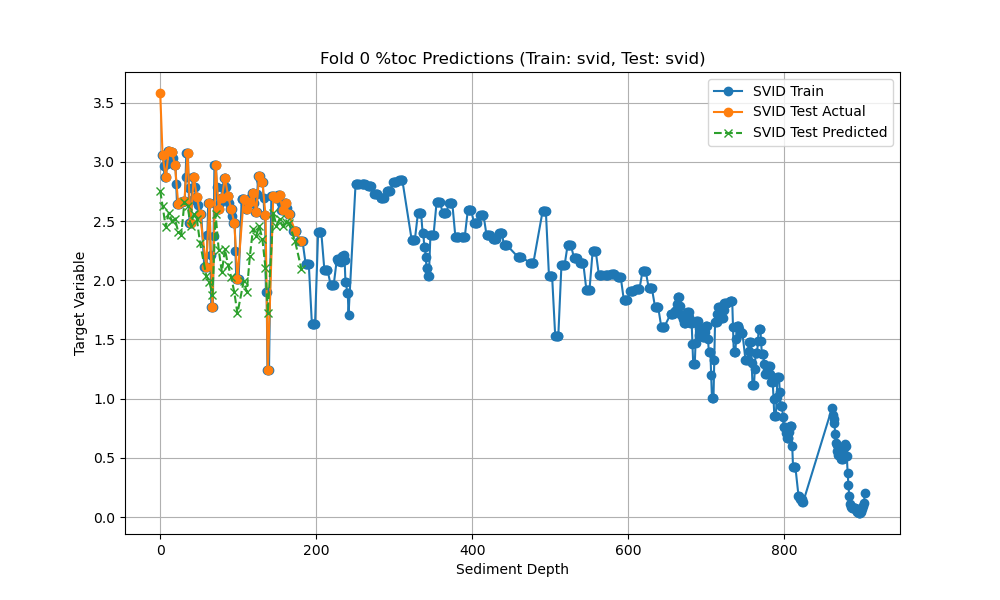 Fold 0 %toc Predictions (Train: svid, Test: svid)
SVID Train
SVID Test Actual
SVID Test Predicted
Target Variable
3.5
3.0
2.5
2.0
1.5
1.0
0.5
0.0
0 200 400 600 800
Sediment Depth